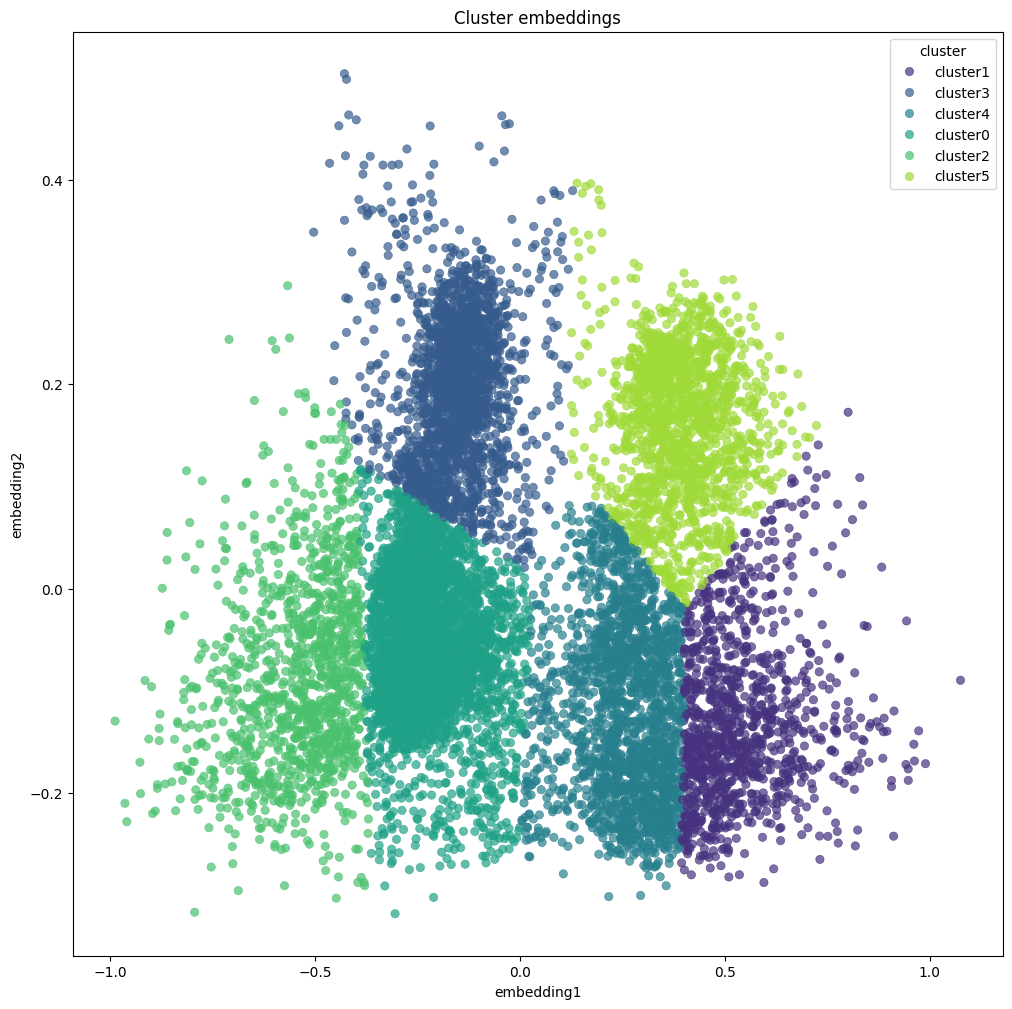 Cluster embeddings
cluster
cluster1
cluster3
cluster4
cluster0
cluster2
cluster5
0.4
0.2
0.0
−0.2
embedding2
−1.0
−0.5
0.0
0.5
1.0
embedding1